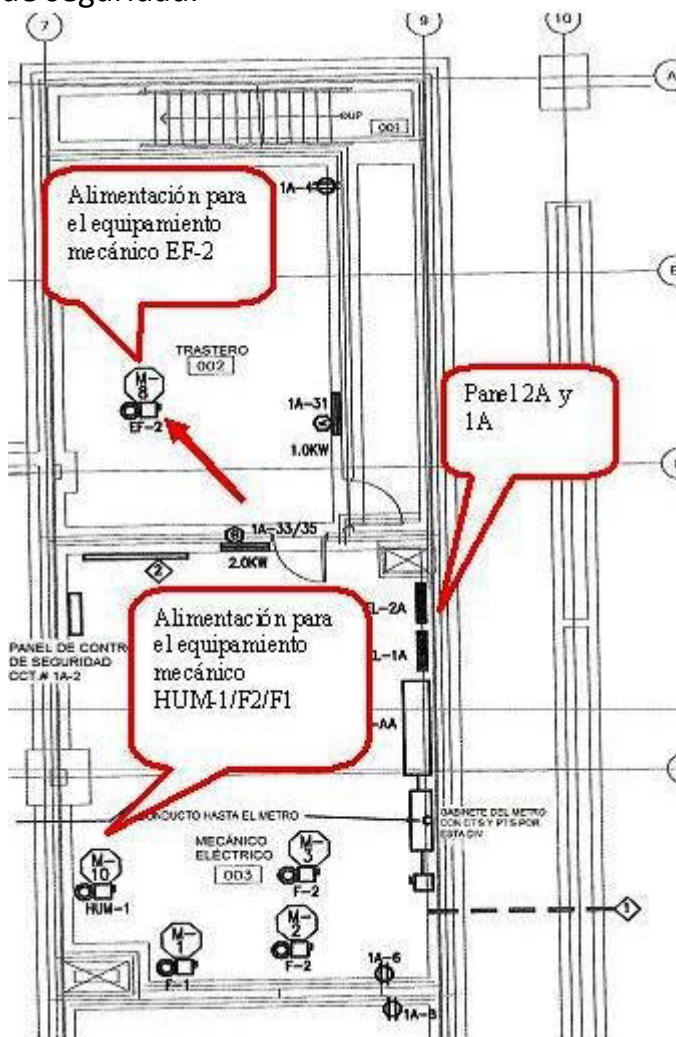 de seguridad.
7
9
10
A
UP
001
1A-4
Alimentación para
el equipamiento
mecánico EF-2
TRASTERO
002
M-
8
EF-2
1A-31
1.0KW
Panel 2A y
1A
1A-33/35
2.0KW
2
Alimentación para
el equipamiento
mecánico
HUM-1/F2/F1
L-2A
L-1A
-AA
PANEL DE CONTR
DE SEGURIDAD
CCT.# 1A-2
ONDUCTO HASTA EL METRO
GABINETE DEL METRO
CON CTS Y PTS POR
ESTA DIV.
MECÁNICO
ELÉCTRICO
003
M-
10
HUM-1
M-
3
F-2
M-
2
F-2
M-
1
F-1
1
1A-6
1A-8